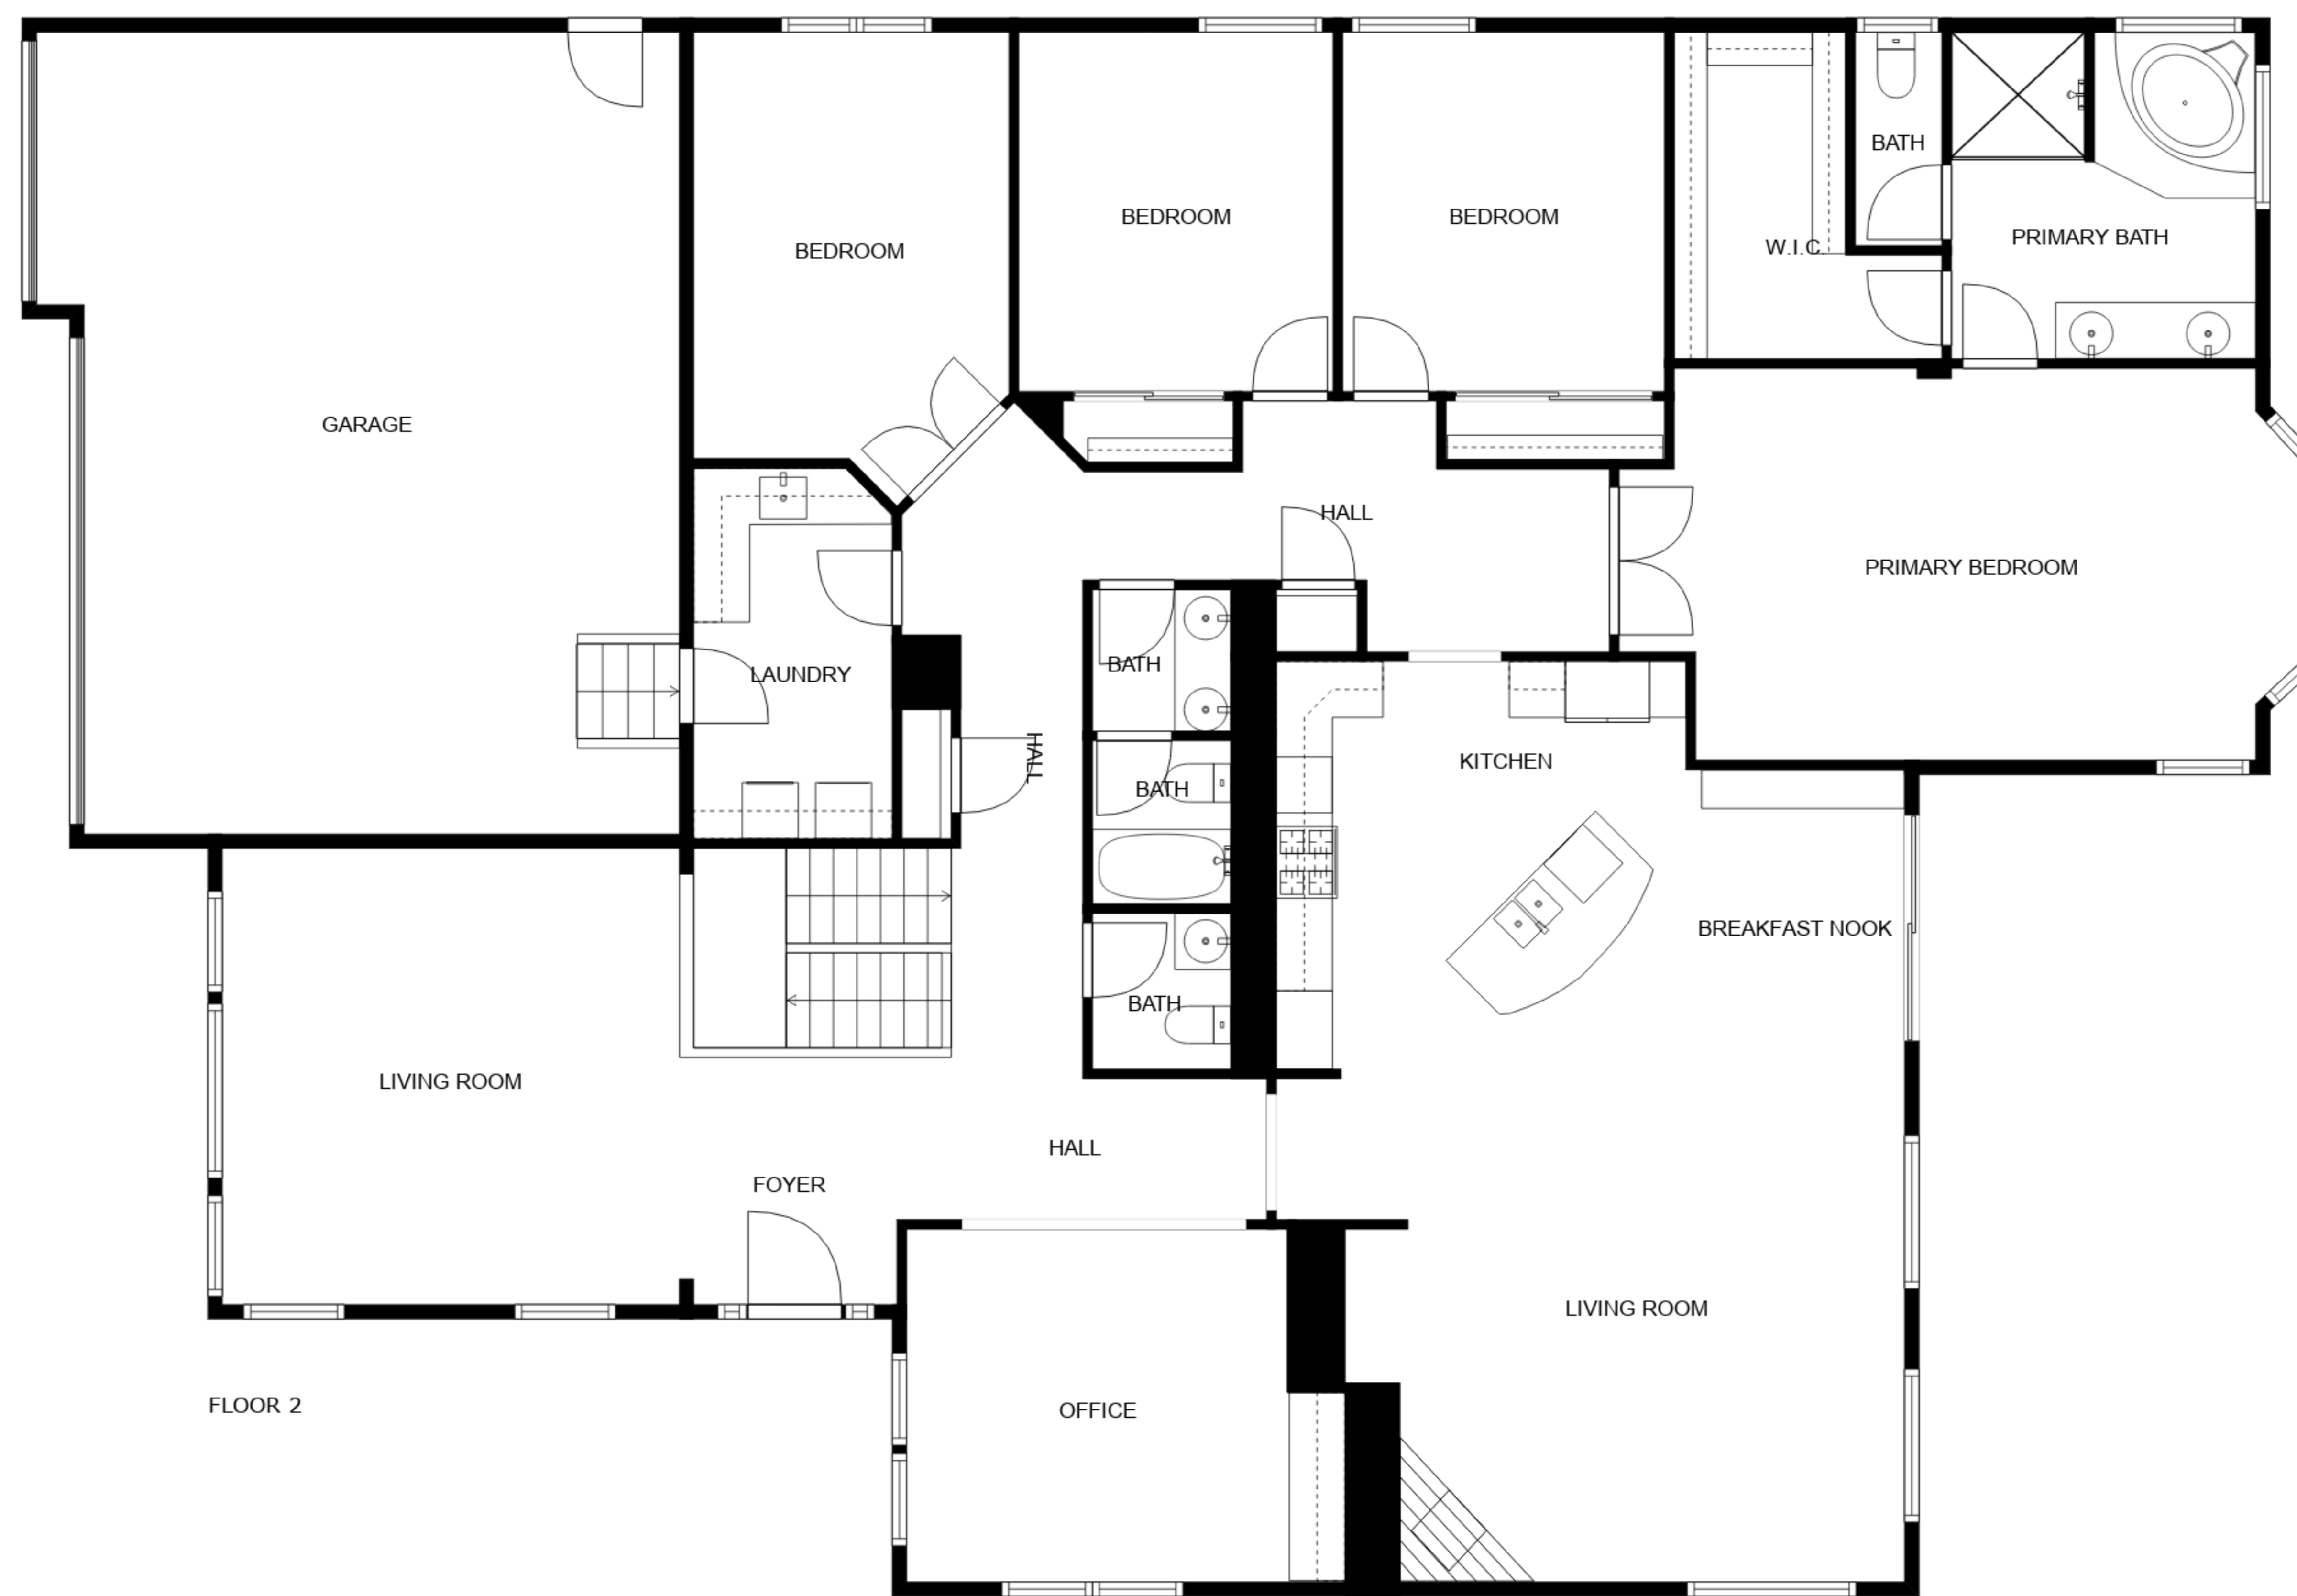 BATH
BEDROOM
BEDROOM
PRIMARY BATH
W.I.C.
BEDROOM
GARAGE
HALL
PRIMARY BEDROOM
BATH
LAUNDRY
HALL
KITCHEN
BATH
BREAKFAST NOOK
BATH
LIVING ROOM
HALL
FOYER
LIVING ROOM
FLOOR 2
OFFICE